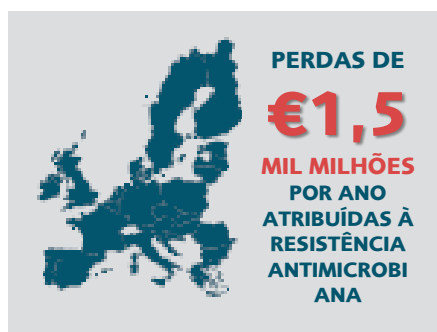 PERDAS DE
€1,5
MIL MILHÕES
POR ANO
ATRIBUÍDAS À
RESISTÊNCIA
ANTIMICROBI
ANA